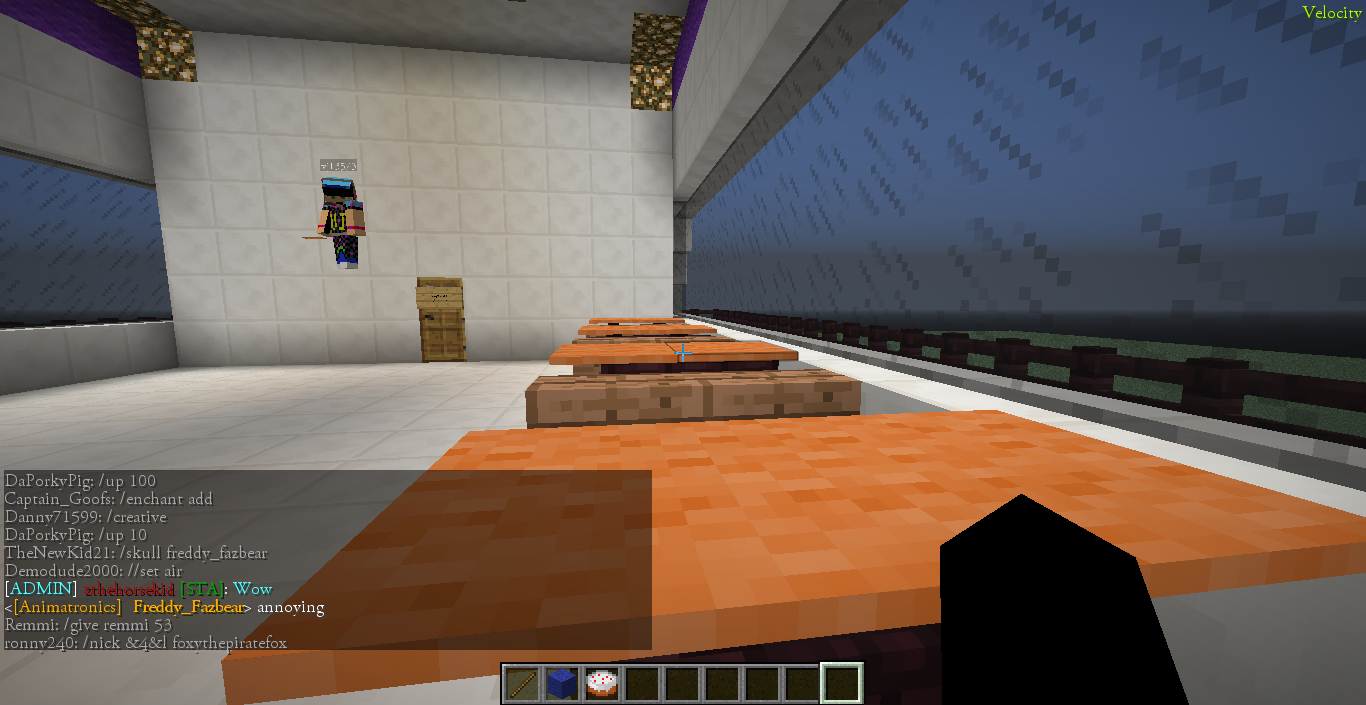 Velocity
DaPorkyPig: /up 100
Captain_Goofs: /enchant add
Danny71599: /creative
DaPorkyPig: /up 10
TheNewKid21: /skull freddy_fazbear
Demodude2000: //set air
[ADMIN] zthehorsekid [STA]: Wow
<[Animatronics] Freddy_Fazbear> annoying
Remmi: /give remmi 53
ronny240: /nick &4&l foxythepiratefox